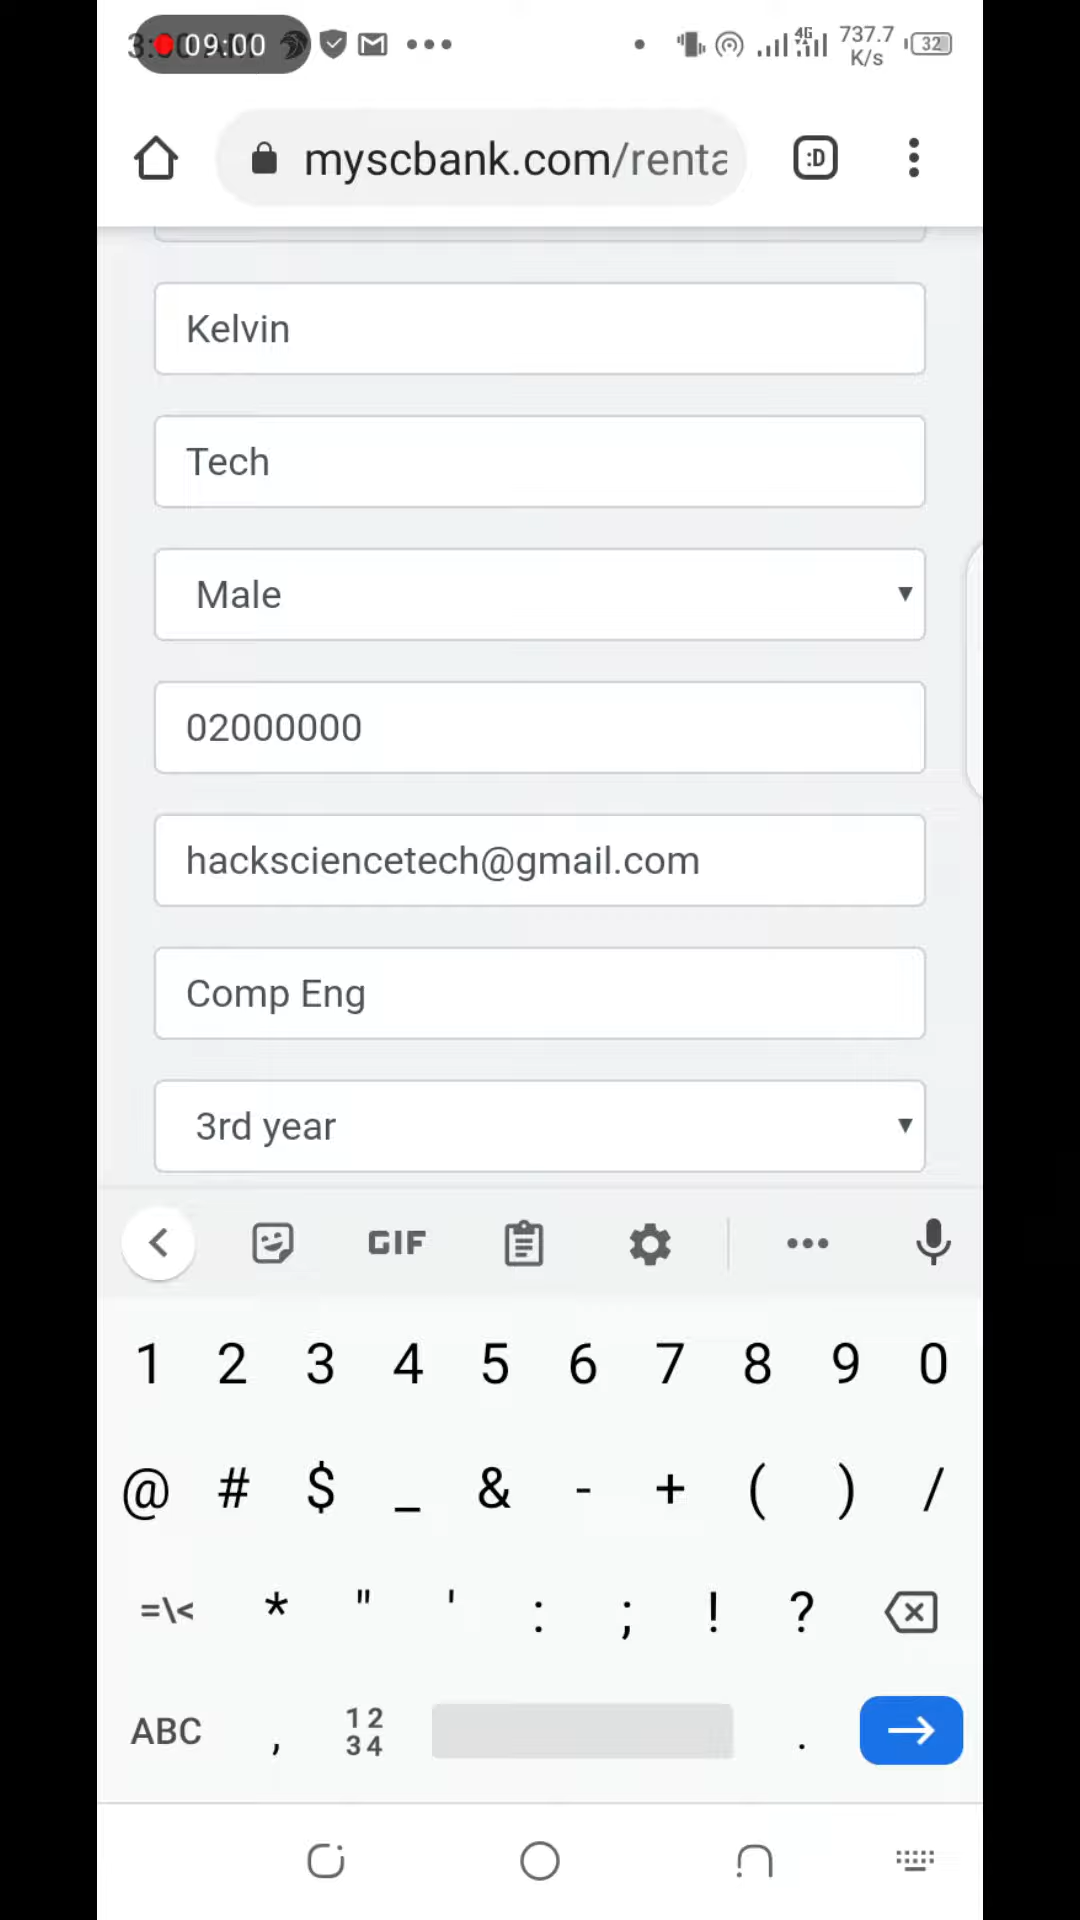 09:00
737.7
K/s
4G
32
myscbank.com/renta
:D
Kelvin
Tech
Male
02000000
hacksciencetech@gmail.com
Comp Eng
3rd year
GIF
1 2 3 4 5 6 7 8 9 0
@ # $ _ & - + ( ) /
=\< * " ' : ; ! ?
ABC , 12 34 .